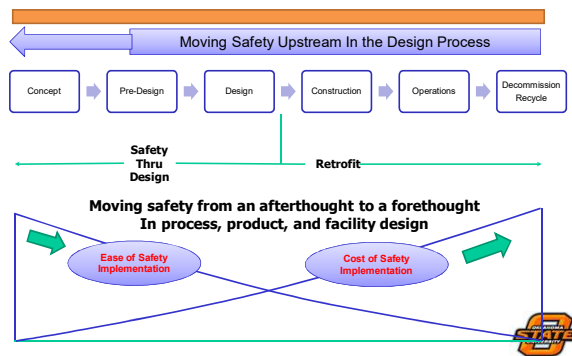 Moving Safety Upstream In the Design Process
Concept
Pre-Design
Design
Construction
Operations
Decommission
Recycle
Safety
Thru
Design
Retrofit
Moving safety from an afterthought to a forethought
In process, product, and facility design
Ease of Safety
Implementation
Cost of Safety
Implementation
OKLAHOMA
STATE
UNIVERSITY